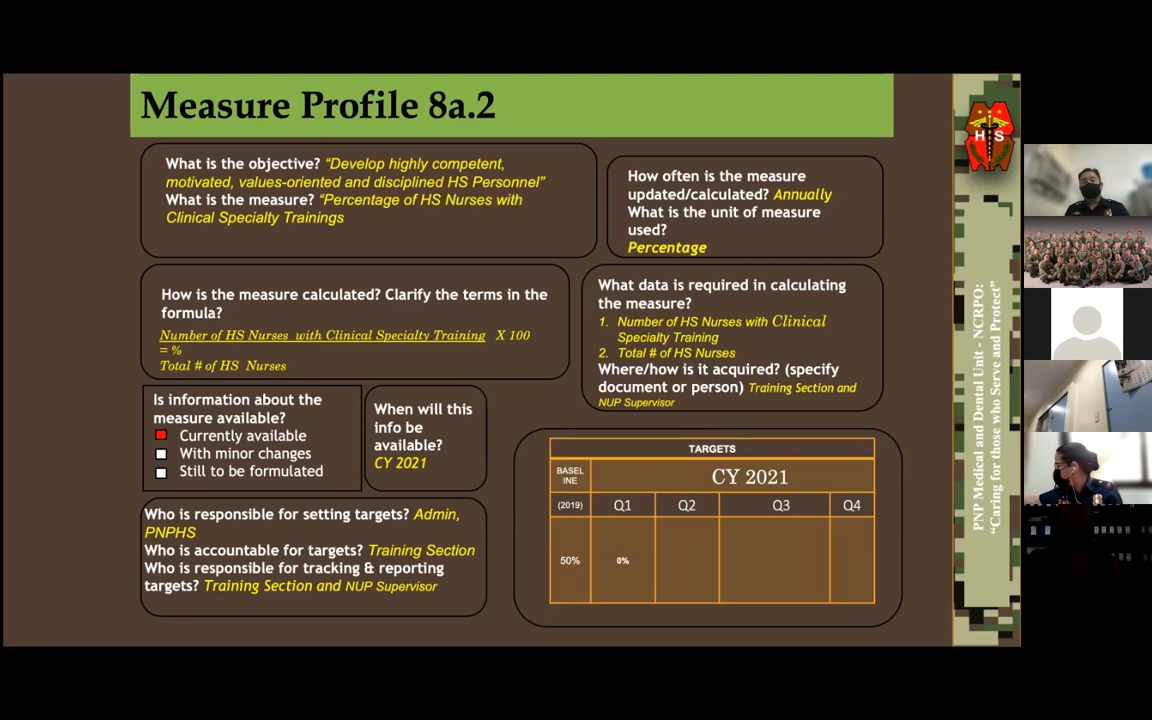 Measure Profile 8a.2
What is the objective? “Develop highly competent,
motivated, values-oriented and disciplined HS Personnel”
What is the measure? “Percentage of HS Nurses with
Clinical Specialty Trainings
How often is the measure
updated/calculated? Annually
What is the unit of measure
used?
Percentage
How is the measure calculated? Clarify the terms in the
formula?
Number of HS Nurses with Clinical Specialty Training X 100
= %
Total # of HS Nurses
What data is required in calculating
the measure?
1. Number of HS Nurses with Clinical
Specialty Training
2. Total # of HS Nurses
Where/how is it acquired? (specify
document or person) Training Section and
NUP Supervisor
Is information about the
measure available?
Currently available
With minor changes
Still to be formulated
When will this
info be
available?
CY 2021
Who is responsible for setting targets? Admin,
PNPHS
Who is accountable for targets? Training Section
Who is responsible for tracking & reporting
targets? Training Section and NUP Supervisor
TARGETS
BASEL
INE
CY 2021
(2019) Q1 Q2 Q3 Q4
50% 0%
H S
PNP Medical and Dental Unit - NCRPO:
“Caring for those who Serve and Protect”